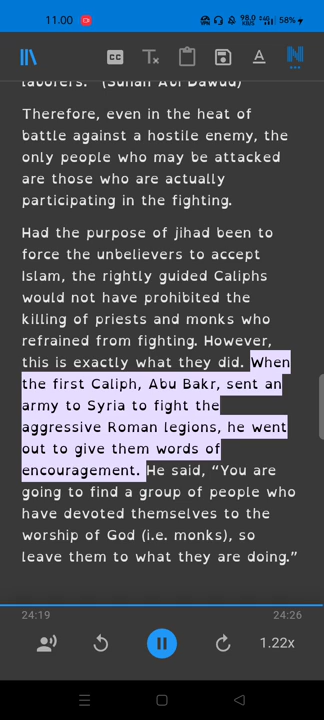 11.00
98.0 KB/S
58%
laborers." (Sunan Abi Dawud)
Therefore, even in the heat of
battle against a hostile enemy, the
only people who may be attacked
are those who are actually
participating in the fighting.
Had the purpose of jihad been to
force the unbelievers to accept
Islam, the rightly guided Caliphs
would not have prohibited the
killing of priests and monks who
refrained from fighting. However,
this is exactly what they did. When
the first Caliph, Abu Bakr, sent an
army to Syria to fight the
aggressive Roman legions, he went
out to give them words of
encouragement. He said, “You are
going to find a group of people who
have devoted themselves to the
worship of God (i.e. monks), so
leave them to what they are doing.”
24:19
24:26
1.22x